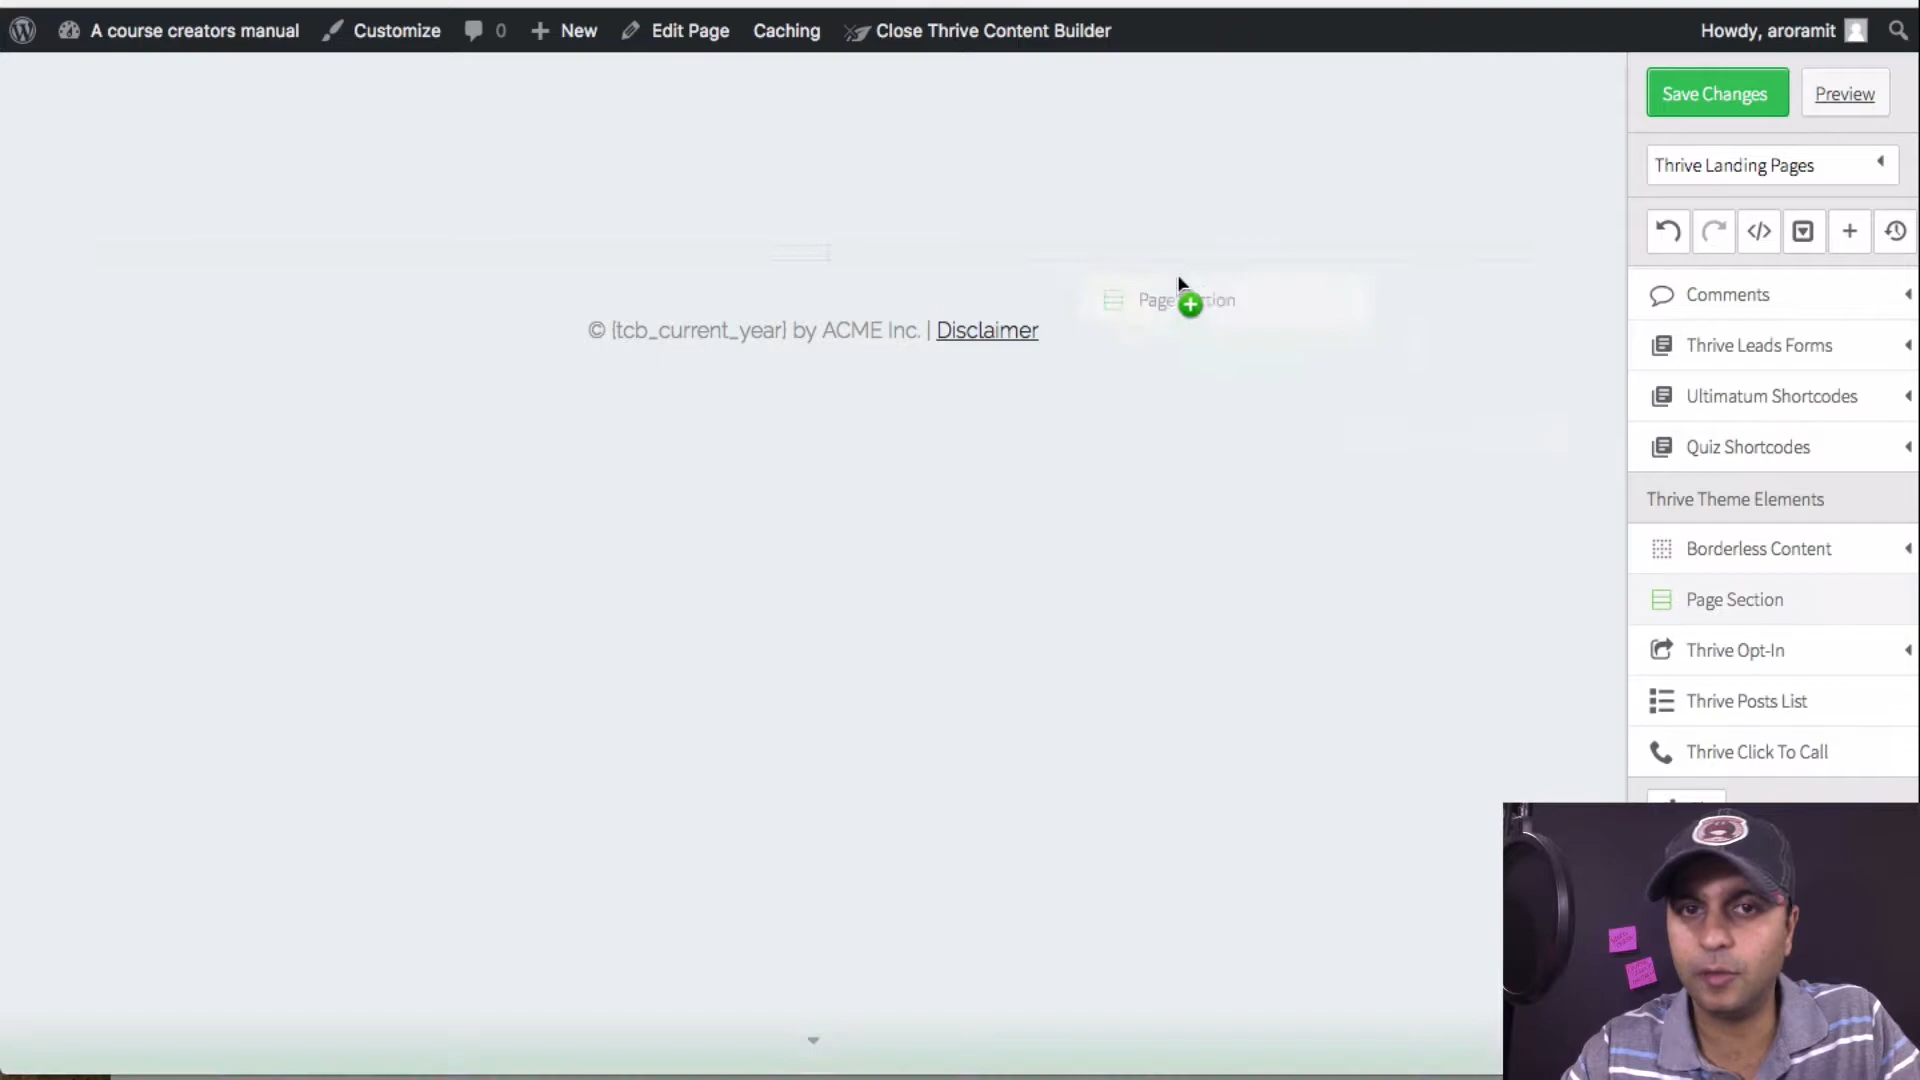 A course creators manual Customize 0 New Edit Page Caching Close Thrive Content Builder Howdy, aroramit
Save Changes Preview
Thrive Landing Pages
Page Section
© {tcb_current_year} by ACME Inc. | Disclaimer
Comments
Thrive Leads Forms
Ultimatum Shortcodes
Quiz Shortcodes
Thrive Theme Elements
Borderless Content
Page Section
Thrive Opt-In
Thrive Posts List
Thrive Click To Call